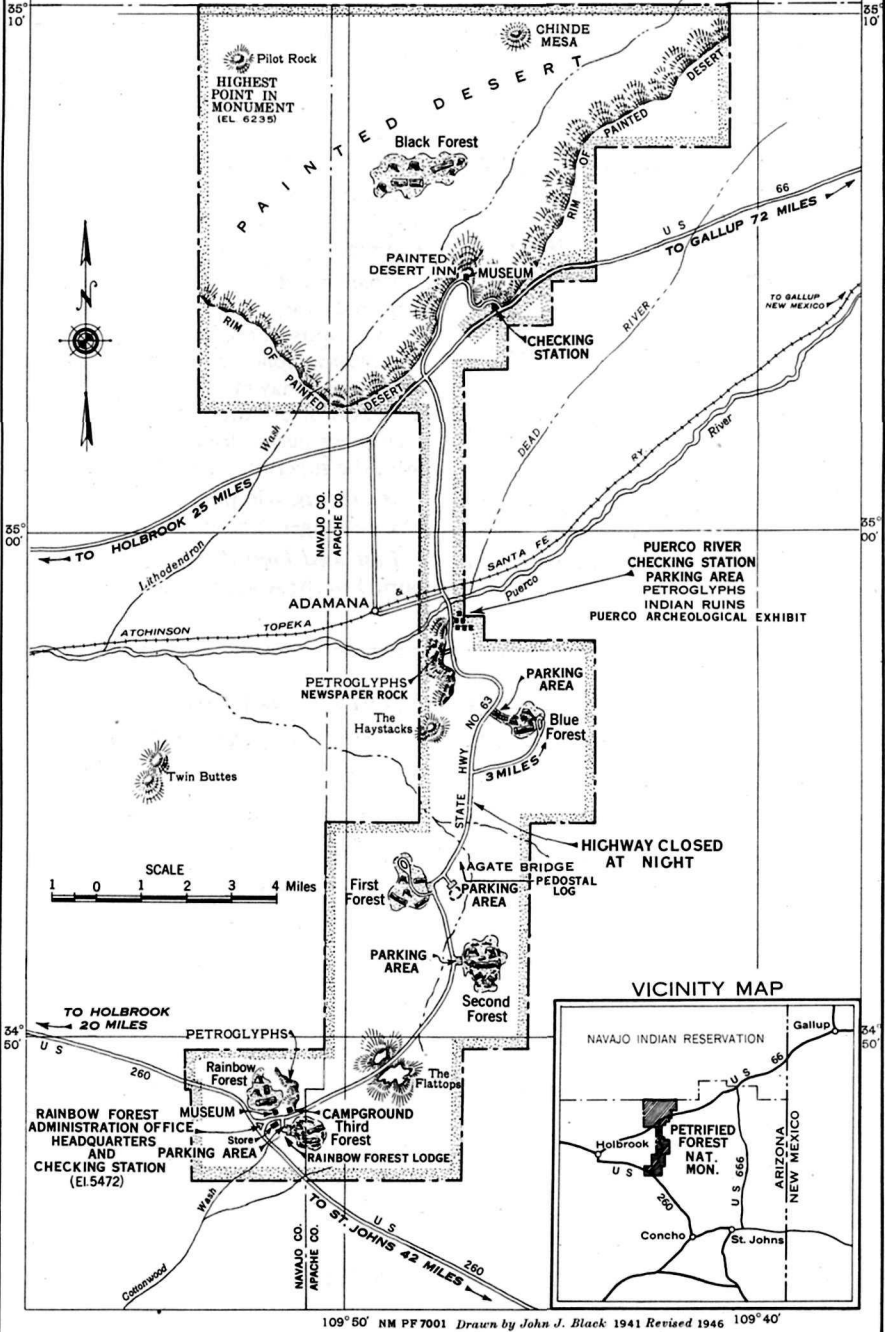 35°
10'
35°
10'
CHINDE
MESA
Pilot Rock
HIGHEST
POINT IN
MONUMENT
(EL 6235)
PAINTED DESERT
Black Forest
RIM OF PAINTED DESERT
US 66
TO GALLUP 72 MILES
PAINTED
DESERT INN
MUSEUM
TO GALLUP
NEW MEXICO
CHECKING
STATION
N
RIM OF PAINTED DESERT
DEAD RIVER
Lithodendron Wash
TO HOLBROOK 25 MILES
NAVAJO CO.
APACHE CO.
35°
00'
35°
00'
ATCHINSON TOPEKA & SANTA FE RY
Puerco River
ADAMANA
PUERCO RIVER
CHECKING STATION
PARKING AREA
PETROGLYPHS
INDIAN RUINS
PUERCO ARCHEOLOGICAL EXHIBIT
PETROGLYPHS
NEWSPAPER ROCK
PARKING
AREA
The
Haystacks
Blue
Forest
3 MILES
STATE HWY NO 63
Twin Buttes
HIGHWAY CLOSED
AT NIGHT
SCALE
1 0 1 2 3 4 Miles
AGATE BRIDGE
PEDOSTAL
LOG
First
Forest
PARKING
AREA
PARKING
AREA
Second
Forest
TO HOLBROOK
20 MILES
US 260
34°
50'
PETROGLYPHS
Rainbow
Forest
The
Flattops
MUSEUM
CAMPGROUND
Third
Forest
RAINBOW FOREST
ADMINISTRATION OFFICE
HEADQUARTERS
AND
CHECKING STATION
(El.5472)
Store
PARKING AREA
RAINBOW FOREST LODGE
Cottonwood Wash
NAVAJO CO.
APACHE CO.
US 260
TO ST. JOHNS 42 MILES
VICINITY MAP
NAVAJO INDIAN RESERVATION
Gallup
US 66
Holbrook
PETRIFIED
FOREST
NAT.
MON.
US 260
US 666
ARIZONA
NEW MEXICO
Concho
St. Johns
109°50'
NM PF7001 Drawn by John J. Black 1941 Revised 1946
109°40'